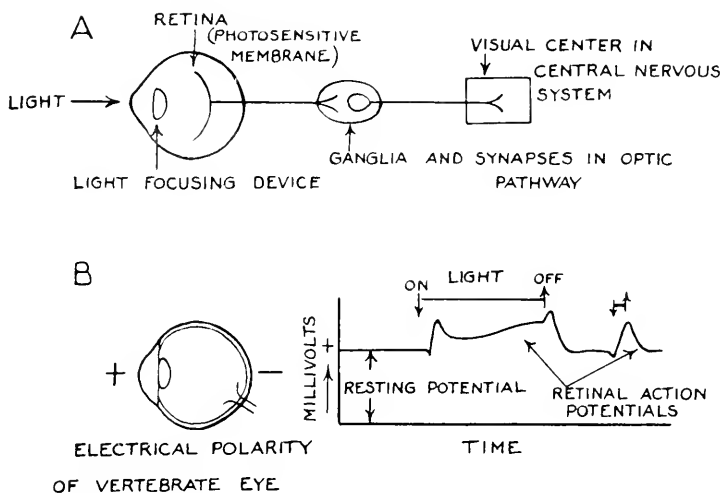 A
RETINA
(PHOTOSENSITIVE
MEMBRANE)
VISUAL CENTER IN
CENTRAL NERVOUS
SYSTEM
LIGHT
GANGLIA AND SYNAPSES IN OPTIC
PATHWAY
LIGHT FOCUSING DEVICE
B
ON
LIGHT
OFF
+
−
MILLIVOLTS
+
RESTING POTENTIAL
RETINAL ACTION
POTENTIALS
ELECTRICAL POLARITY
OF VERTEBRATE EYE
TIME